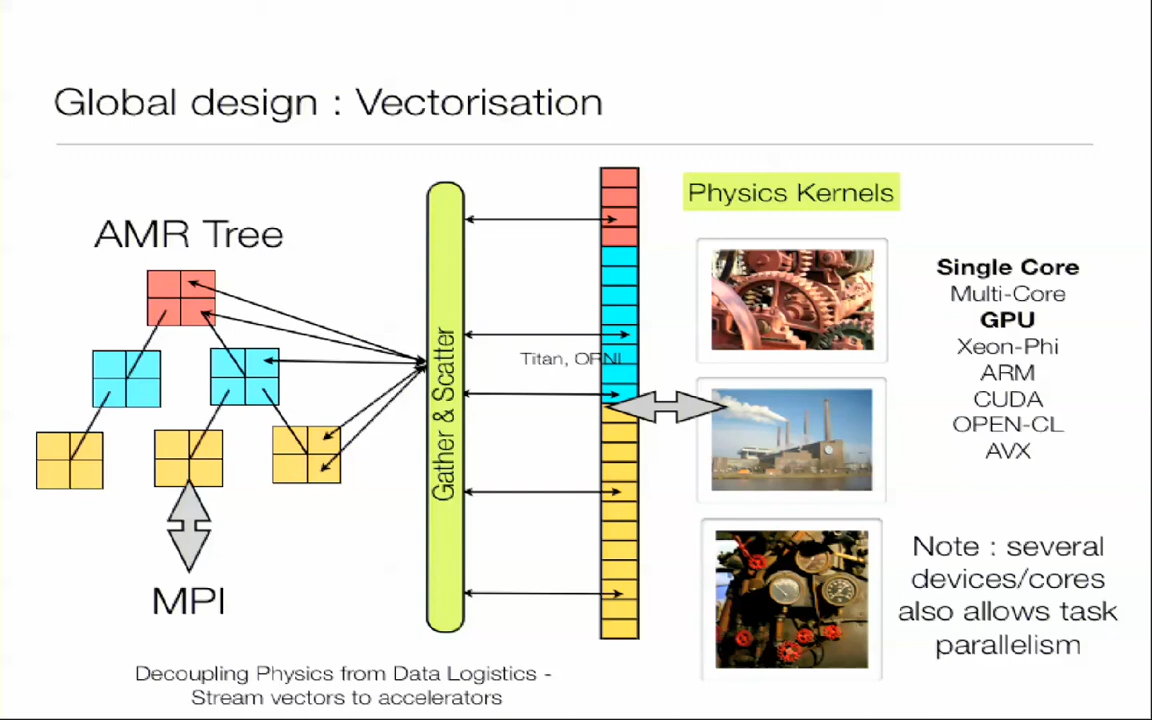 Global design : Vectorisation
AMR Tree
MPI
Gather & Scatter
Titan, ORNL
Physics Kernels
Single Core
Multi-Core
GPU
Xeon-Phi
ARM
CUDA
OPEN-CL
AVX
Note : several
devices/cores
also allows task
parallelism
Decoupling Physics from Data Logistics -
Stream vectors to accelerators